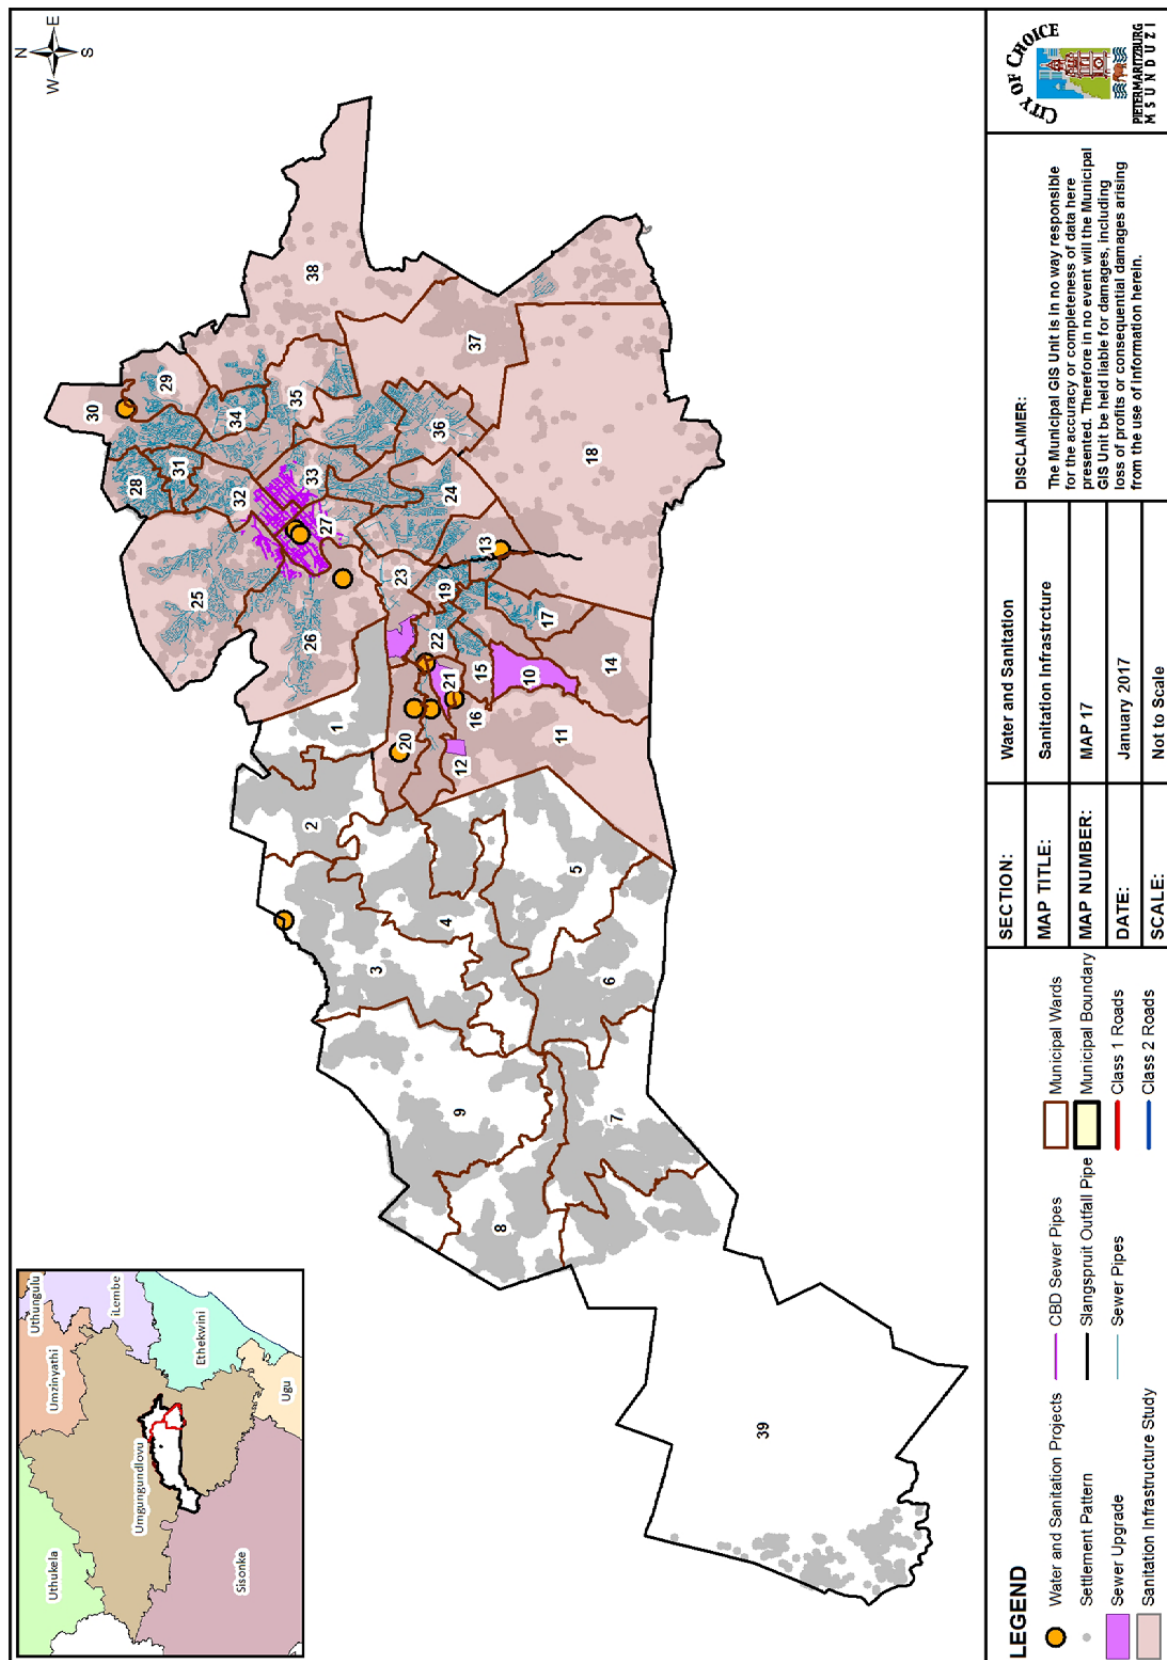 N
E
S
W
38
30
29
34
35
28
31
32
33
36
37
25
27
24
18
26
23
13
19
22
17
14
1
20
21
15
10
16
12
11
2
3
4
5
6
9
8
7
39
Uthungulu
Umzinyathi
iLembe
Uthukela
Umgungundlovu
Ethekwini
Ugu
Sisonke
LEGEND
Water and Sanitation Projects
Settlement Pattern
Sewer Upgrade
Sanitation Infrastructure Study
CBD Sewer Pipes
Slangspruit Outfall Pipe
Sewer Pipes
Municipal Wards
Municipal Boundary
Class 1 Roads
Class 2 Roads
SECTION: Water and Sanitation
MAP TITLE: Sanitation Infrastrcture
MAP NUMBER: MAP 17
DATE: January 2017
SCALE: Not to Scale
DISCLAIMER:
The Municipal GIS Unit is in no way responsible
for the accuracy or completeness of data here
presented. Therefore in no event will the Municipal
GIS Unit be held liable for damages, including
loss of profits or consequential damages arising
from the use of information herein.
CITY OF CHOICE
PIETERMARITZBURG
MSUNDUZI